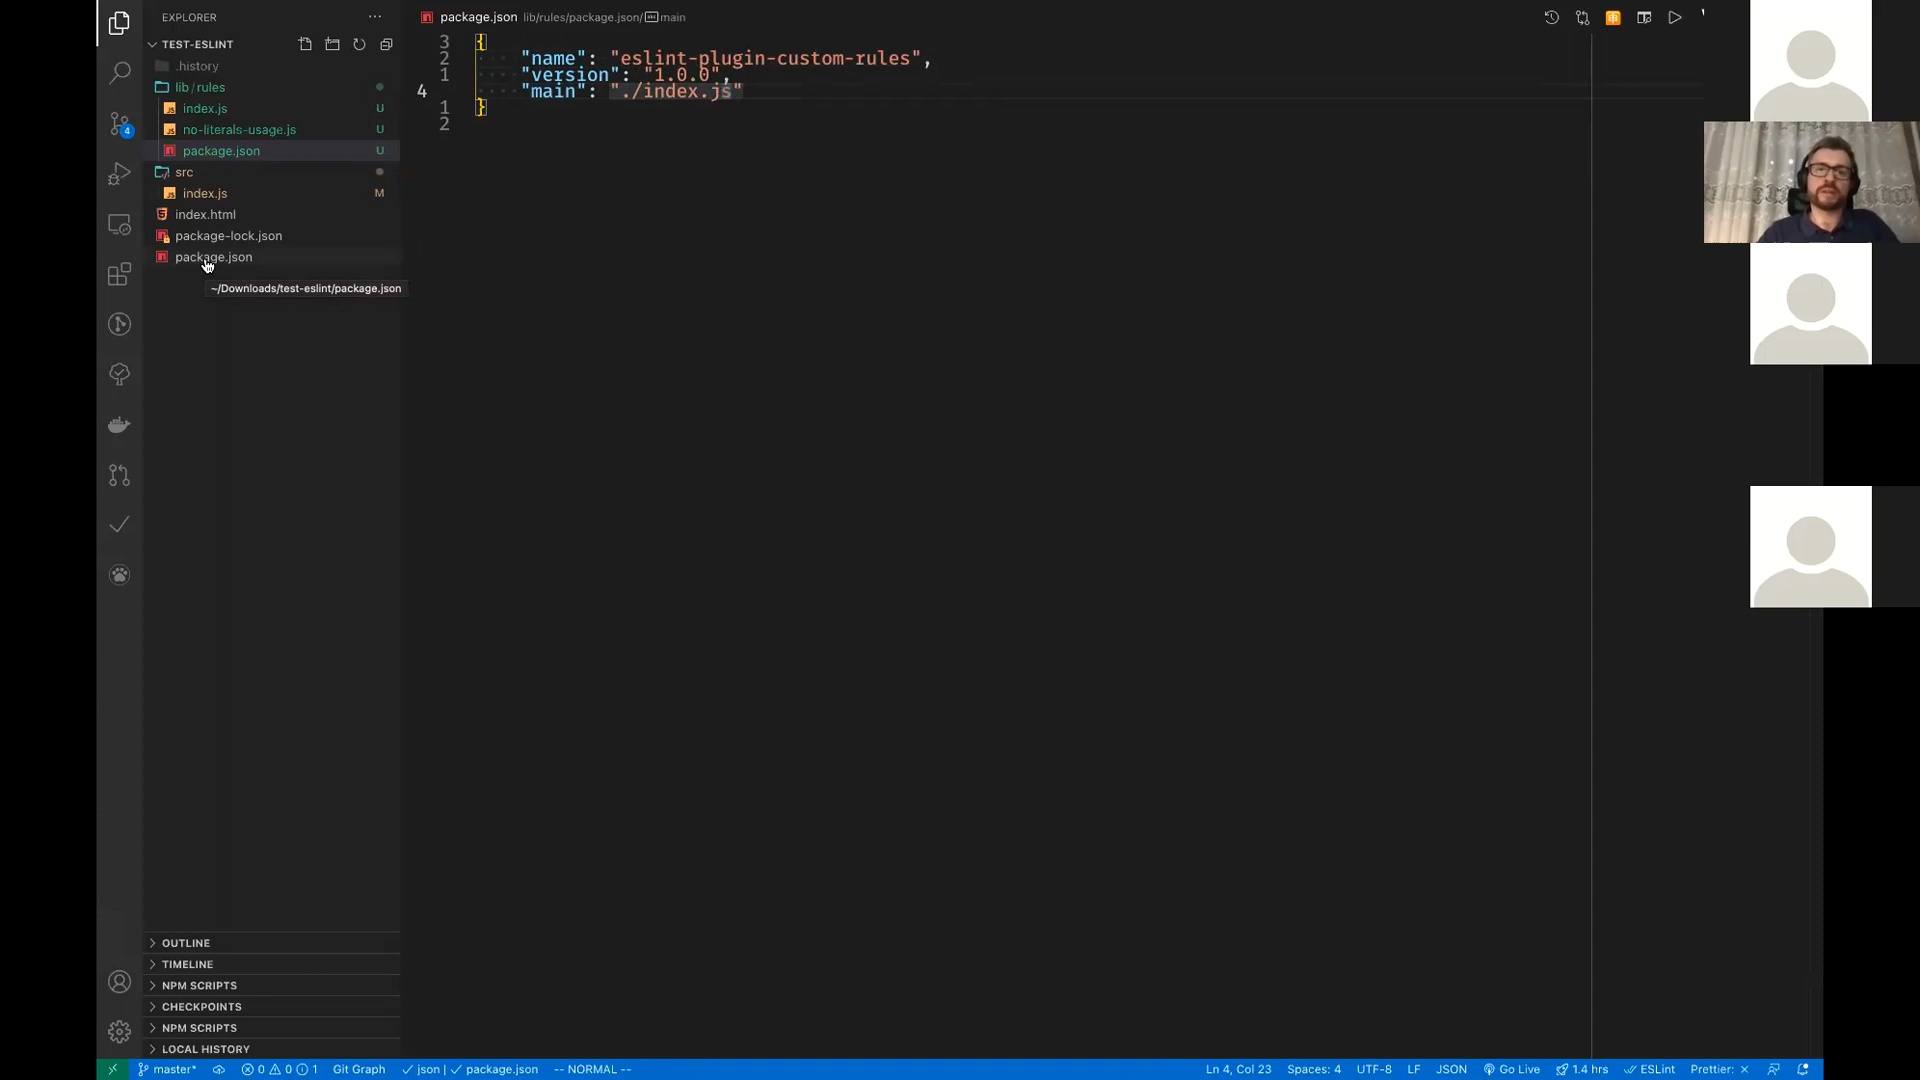 EXPLORER
TEST-ESLINT
.history
lib / rules
index.js U
no-literals-usage.js U
package.json U
src
index.js M
index.html
package-lock.json
package.json
~/Downloads/test-eslint/package.json
OUTLINE
TIMELINE
NPM SCRIPTS
CHECKPOINTS
NPM SCRIPTS
LOCAL HISTORY
4
package.json lib/rules/package.json/ main
3 {
2 "name": "eslint-plugin-custom-rules",
1 "version": "1.0.0",
4 "main": "./index.js"
1 }
2
master* 0 0 1 Git Graph json | package.json -- NORMAL -- Ln 4, Col 23 Spaces: 4 UTF-8 LF JSON Go Live 1.4 hrs ESLint Prettier: ×